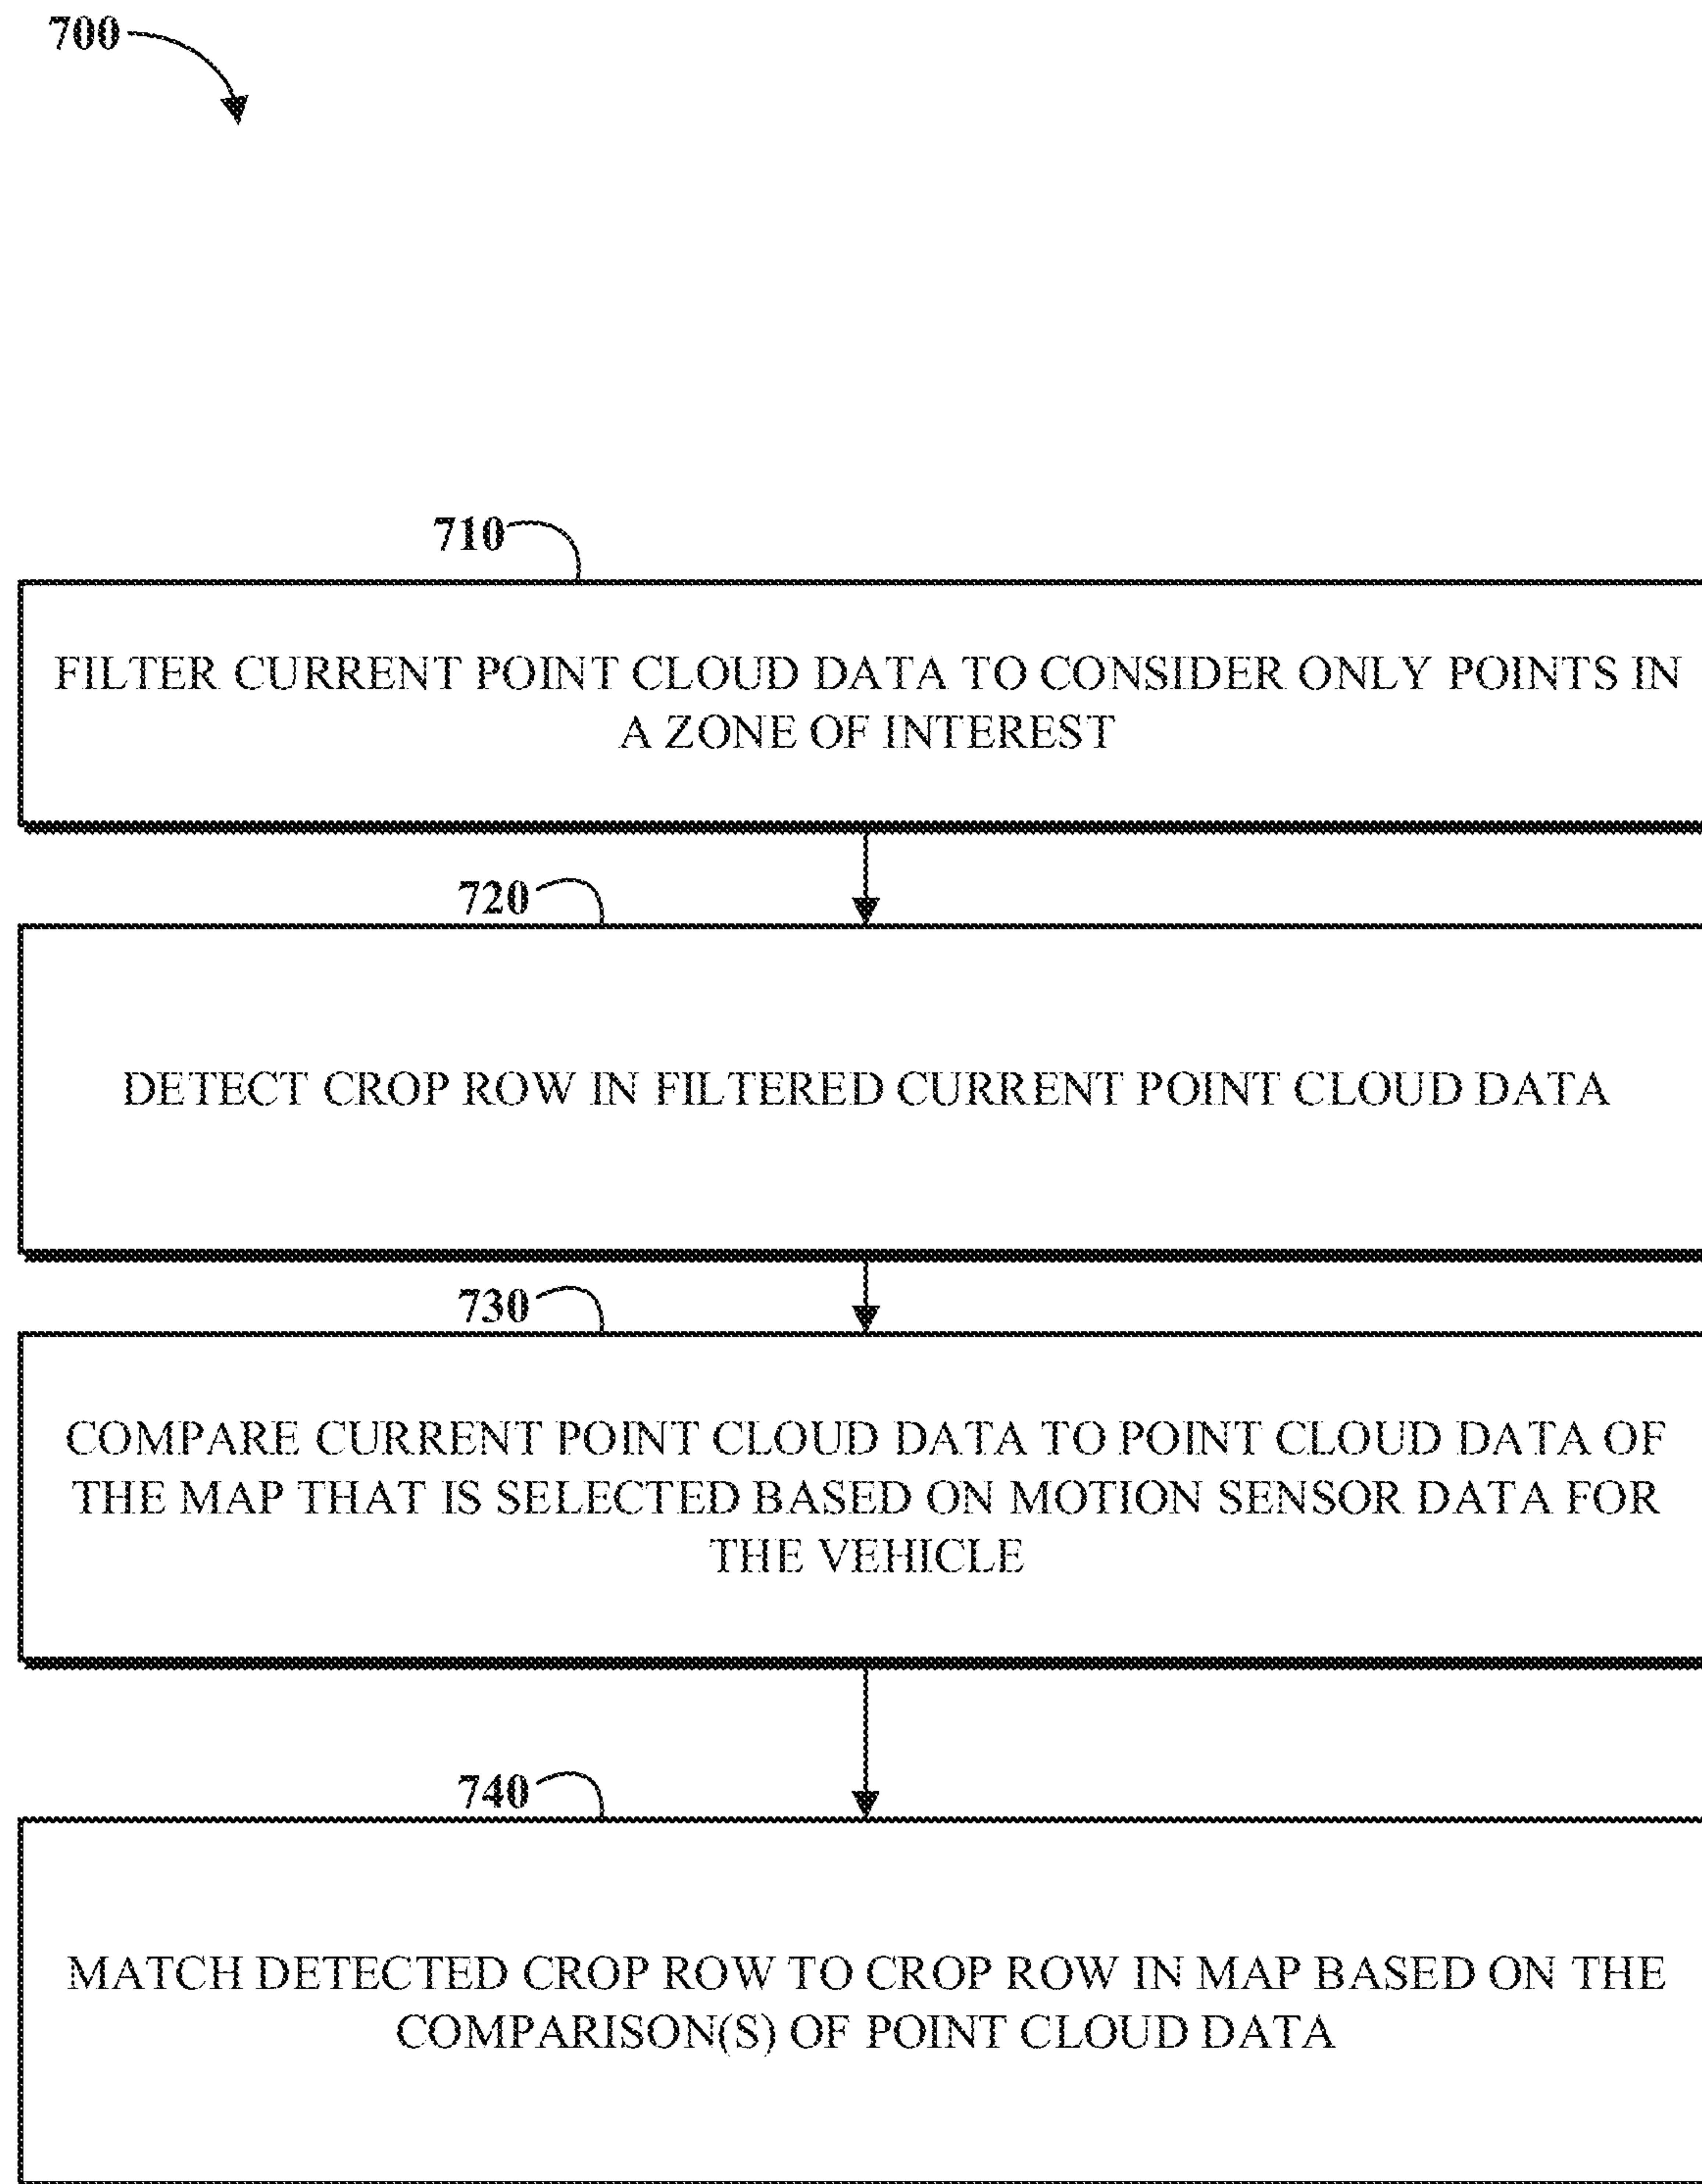 700
710
FILTER CURRENT POINT CLOUD DATA TO CONSIDER ONLY POINTS IN
A ZONE OF INTEREST
720
DETECT CROP ROW IN FILTERED CURRENT POINT CLOUD DATA
730
COMPARE CURRENT POINT CLOUD DATA TO POINT CLOUD DATA OF
THE MAP THAT IS SELECTED BASED ON MOTION SENSOR DATA FOR
THE VEHICLE
740
MATCH DETECTED CROP ROW TO CROP ROW IN MAP BASED ON THE
COMPARISON(S) OF POINT CLOUD DATA